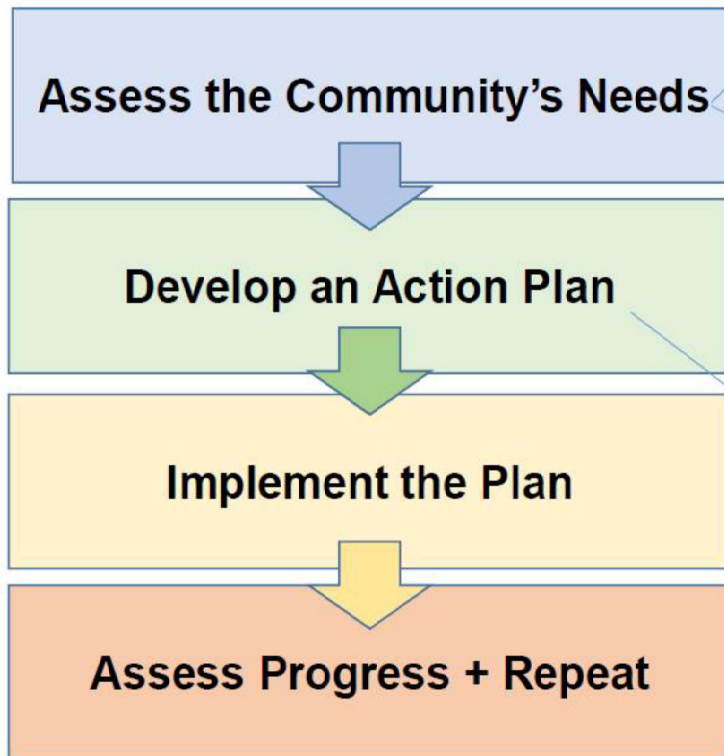 Assess the Community’s Needs
Develop an Action Plan
Implement the Plan
Assess Progress + Repeat